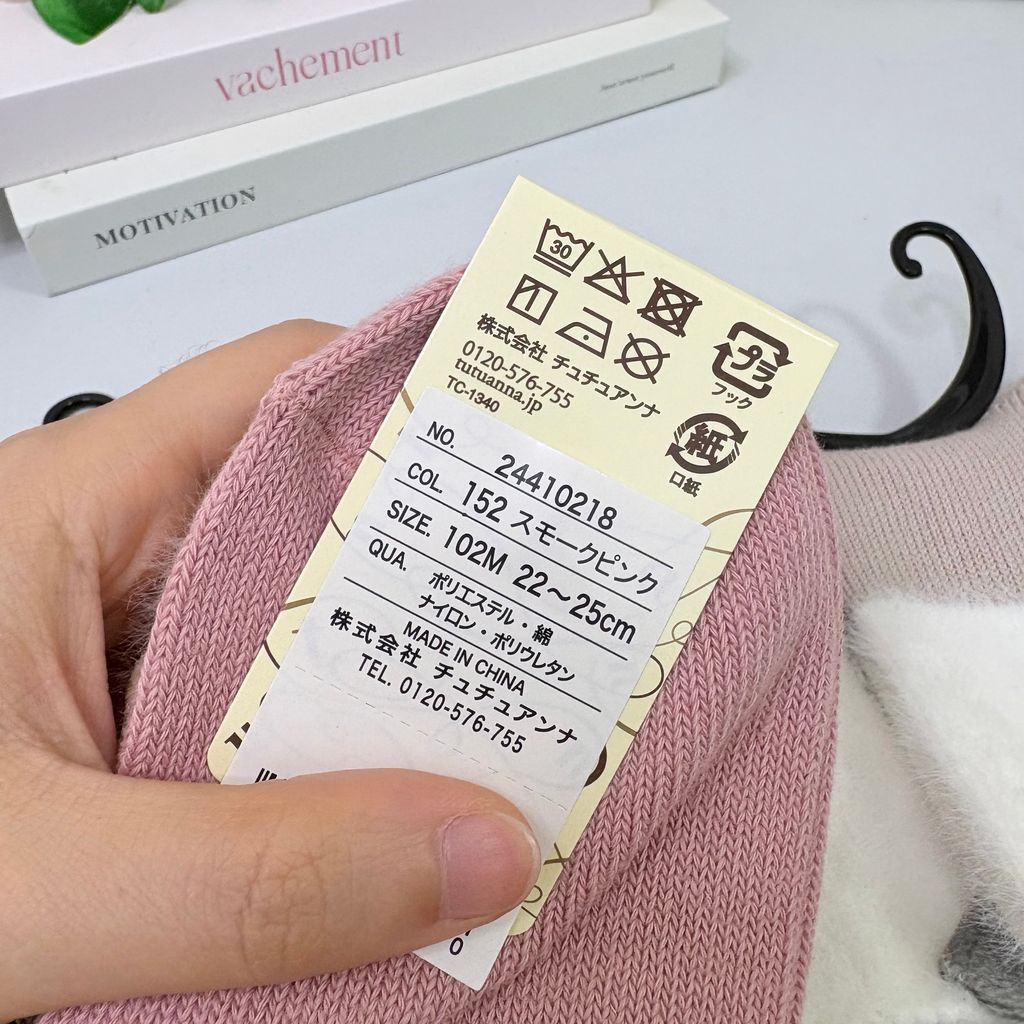 vachement
MOTIVATION
30
株式会社 チュチュアンナ
0120-576-755
tutuanna.jp
TC-1340
プラ
フック
紙
口紙
NO. 24410218
COL. 152 スモークピンク
SIZE. 102M 22～25cm
QUA. ポリエステル・綿
ナイロン・ポリウレタン
MADE IN CHINA
株式会社 チュチュアンナ
TEL. 0120-576-755
0